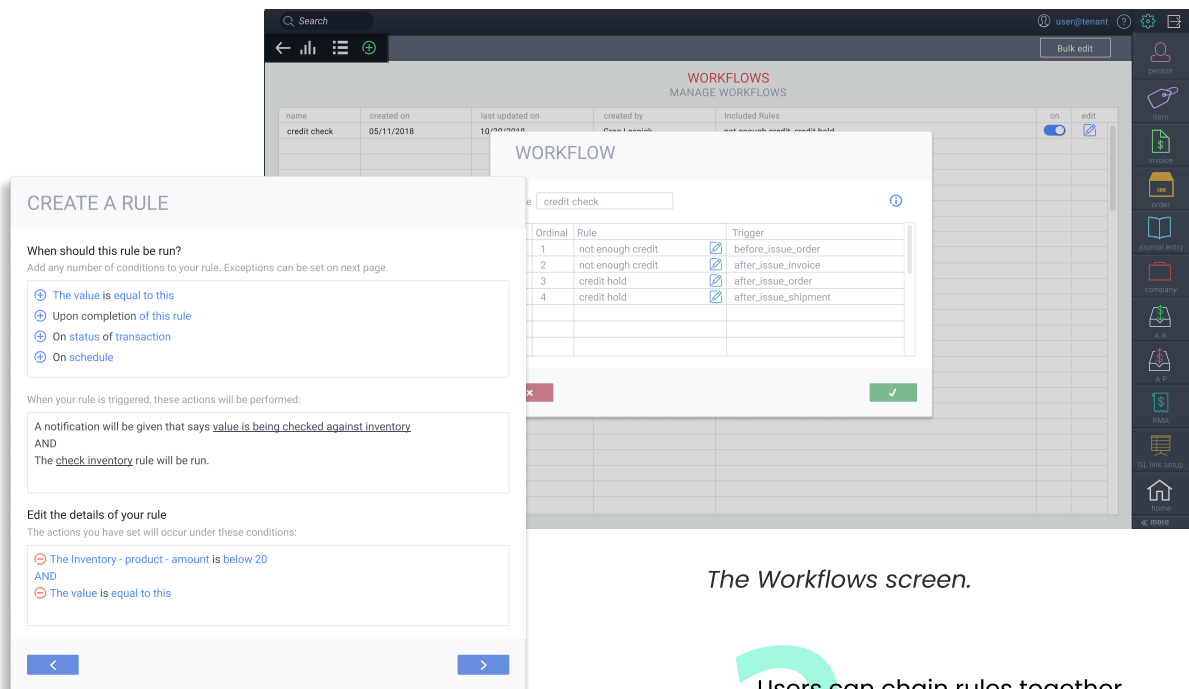 Search
user@tenant
Bulk edit
WORKFLOWS
MANAGE WORKFLOWS
name created on last updated on created by Included Rules on edit
credit check 05/11/2018
WORKFLOW
credit check
Ordinal Rule Trigger
1 not enough credit before_issue_order
2 not enough credit after_issue_invoice
3 credit hold after_issue_order
4 credit hold after_issue_shipment
person
item
invoice
order
journal entry
company
A R
A P
RMA
GL link setup
home
« more
CREATE A RULE
When should this rule be run?
Add any number of conditions to your rule. Exceptions can be set on next page.
The value is equal to this
Upon completion of this rule
On status of transaction
On schedule
When your rule is triggered, these actions will be performed:
A notification will be given that says value is being checked against inventory
AND
The check inventory rule will be run.
Edit the details of your rule
The actions you have set will occur under these conditions:
The Inventory - product - amount is below 20
AND
The value is equal to this
The Workflows screen.
Users can chain rules together